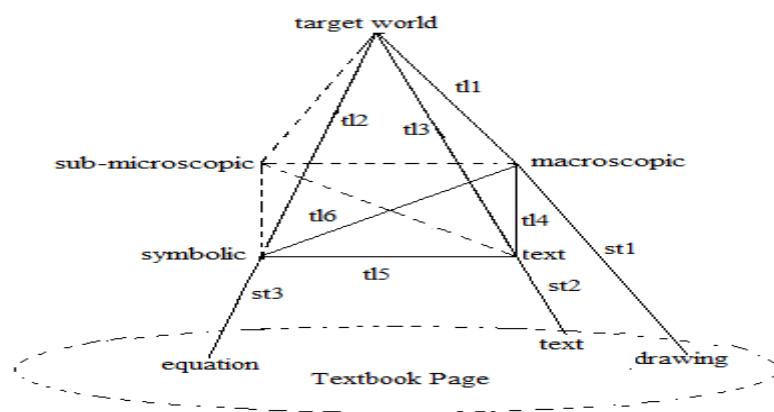 target world
tl1
tl2
tl3
sub-microscopic
macroscopic
tl6
tl4
symbolic
text
st1
tl5
st3
st2
equation
text
drawing
Textbook Page